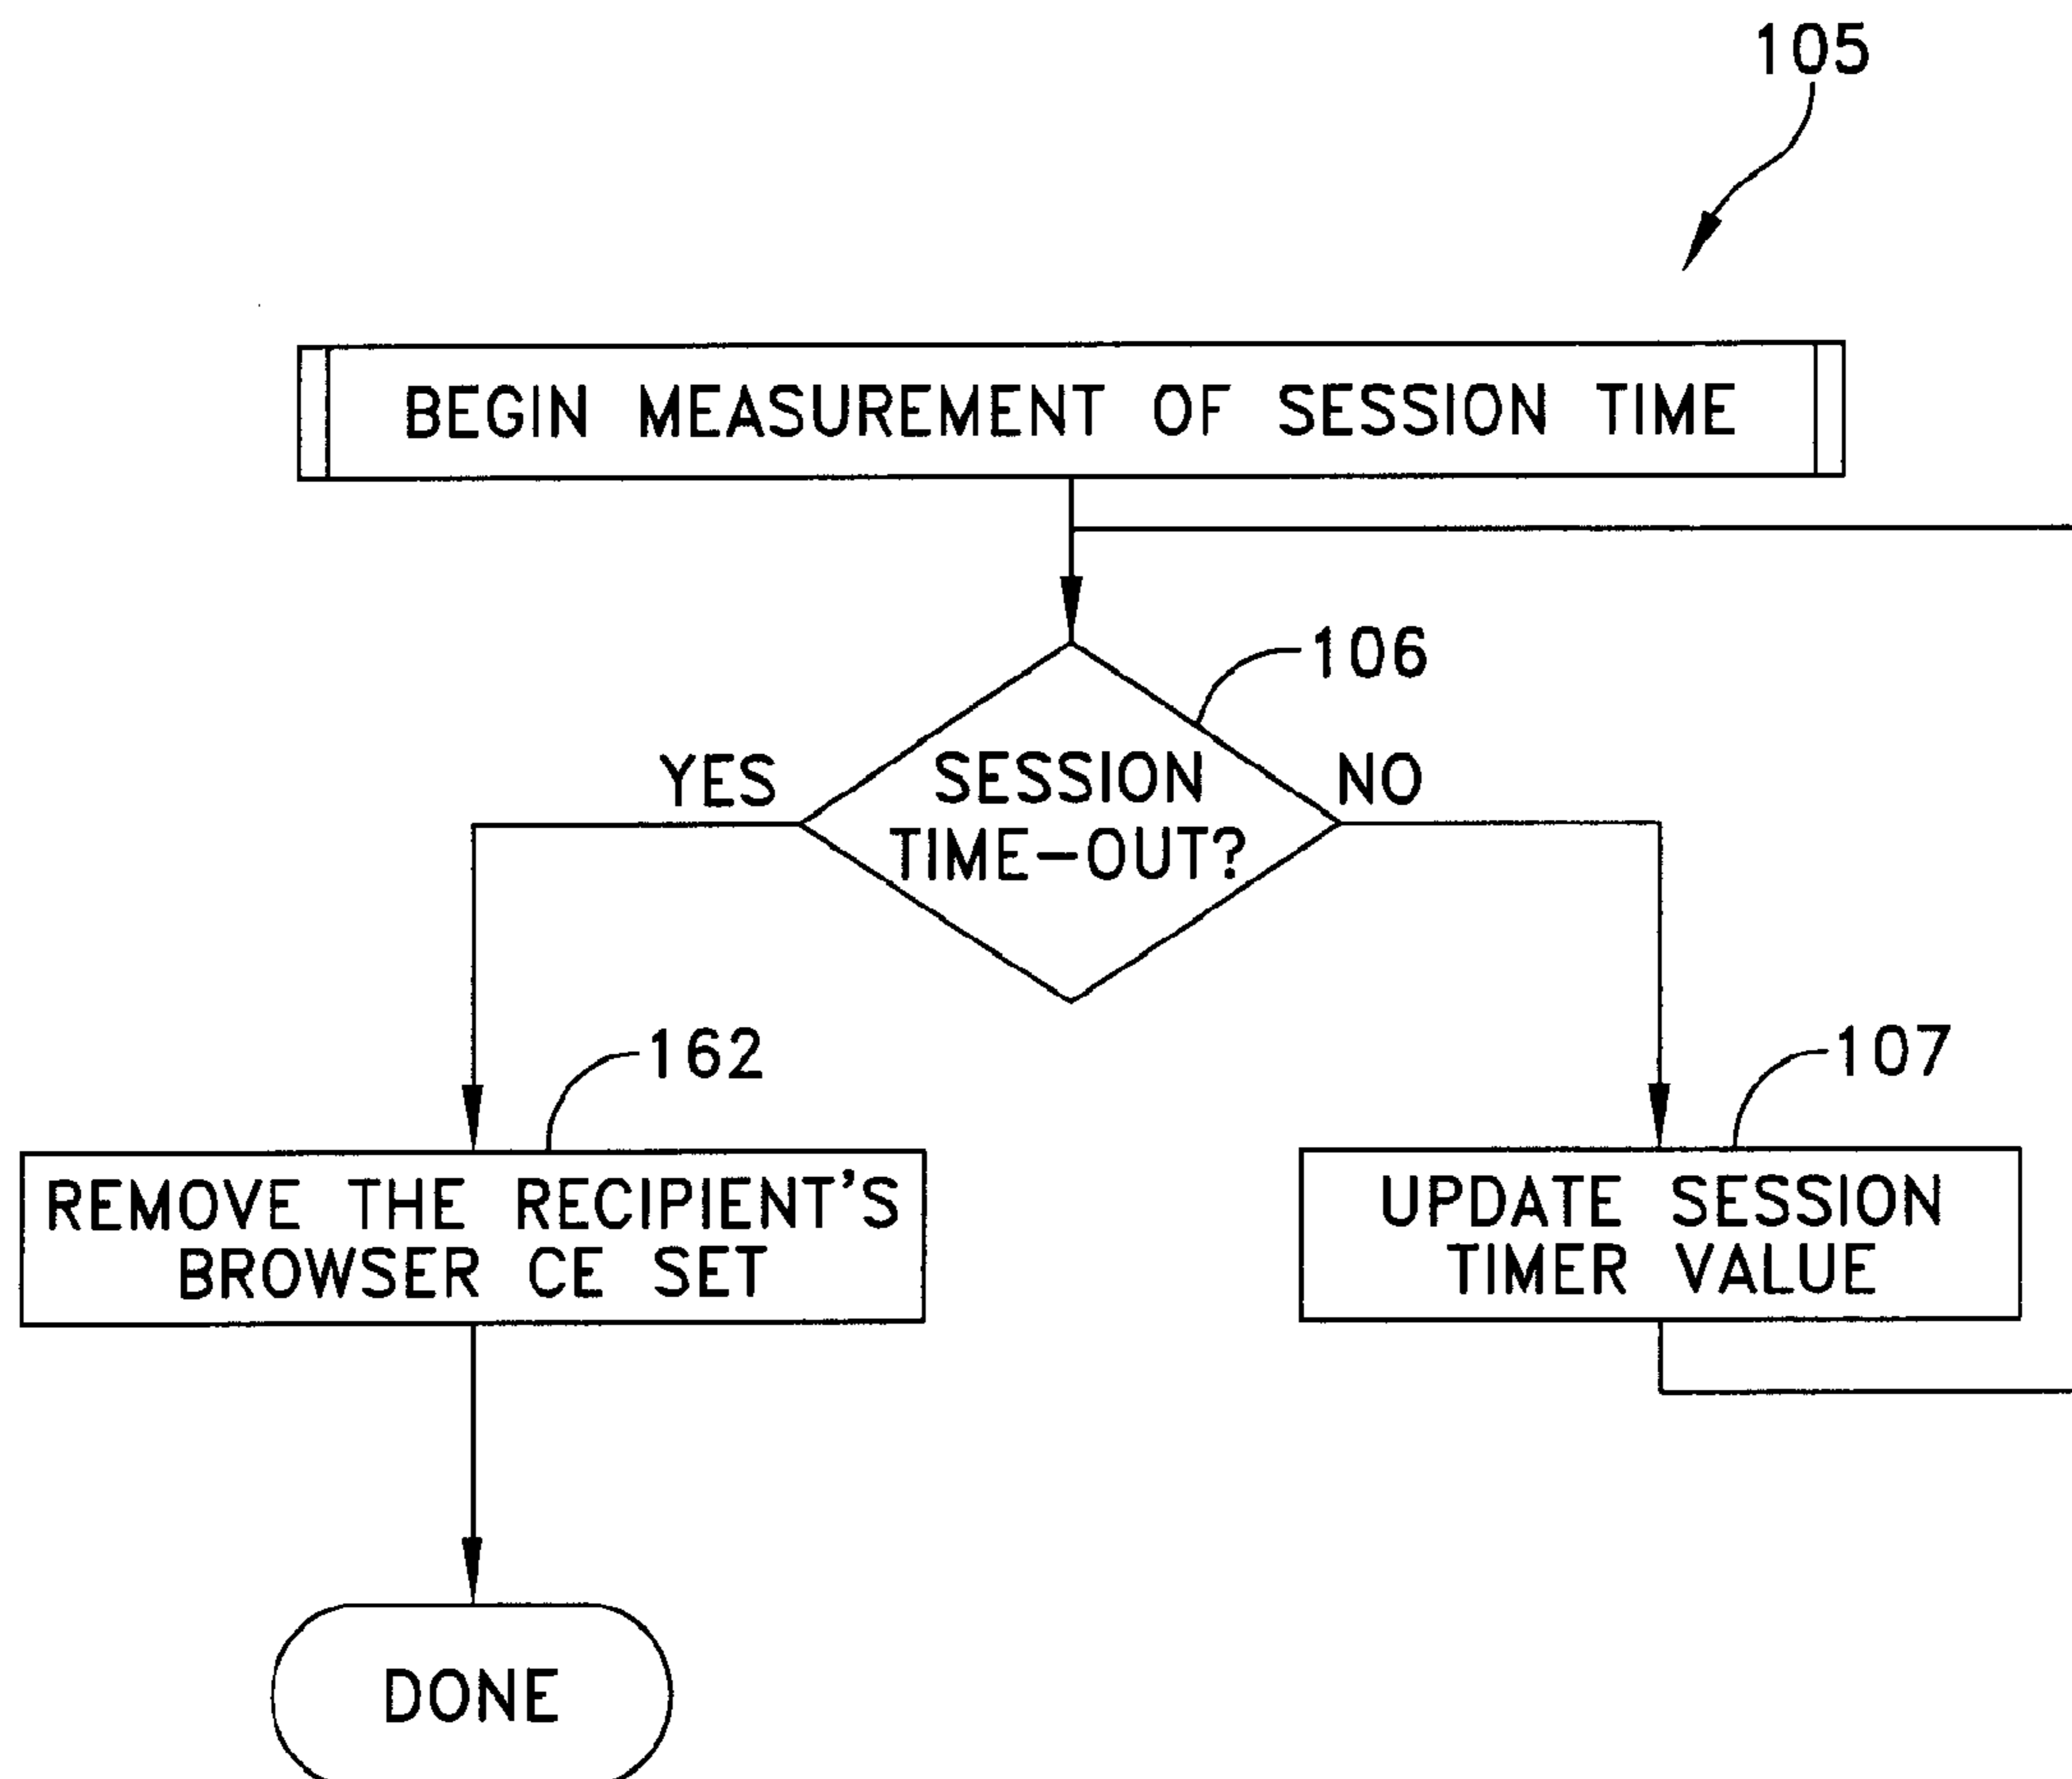 105
BEGIN MEASUREMENT OF SESSION TIME
106
YES
SESSION
TIME-OUT?
NO
162
107
REMOVE THE RECIPIENT'S
BROWSER CE SET
UPDATE SESSION
TIMER VALUE
DONE